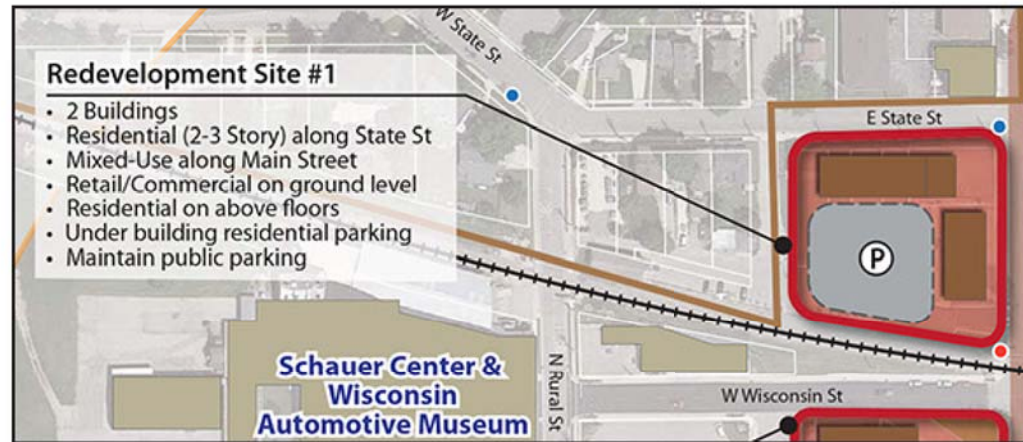 W State St
Redevelopment Site #1
• 2 Buildings
• Residential (2-3 Story) along State St
• Mixed-Use along Main Street
• Retail/Commercial on ground level
• Residential on above floors
• Under building residential parking
• Maintain public parking
E State St
P
Schauer Center &
Wisconsin
Automotive Museum
N Rural St
W Wisconsin St